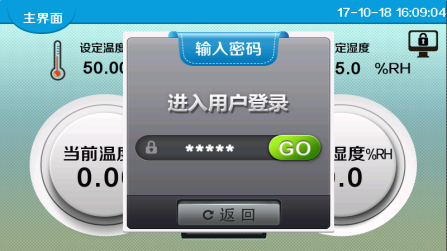 主界面
17-10-18 16:09:04
输入密码
设定温度
定湿度
50.00
5.0 %RH
进入用户登录
***** GO
当前温度
湿度%RH
0.00
.0
返回